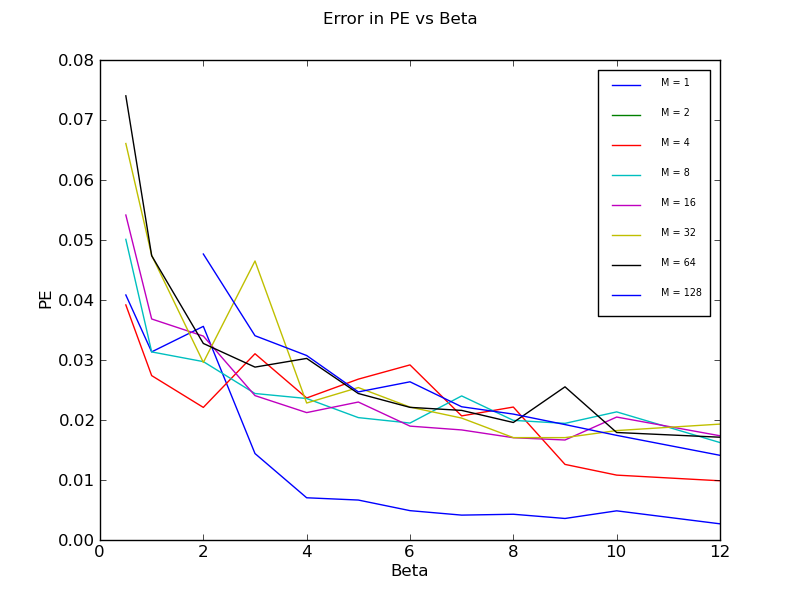 Error in PE vs Beta
0.08
0.07
0.06
0.05
0.04
0.03
0.02
0.01
0.00
PE
0 2 4 6 8 10 12
Beta
M = 1
M = 2
M = 4
M = 8
M = 16
M = 32
M = 64
M = 128